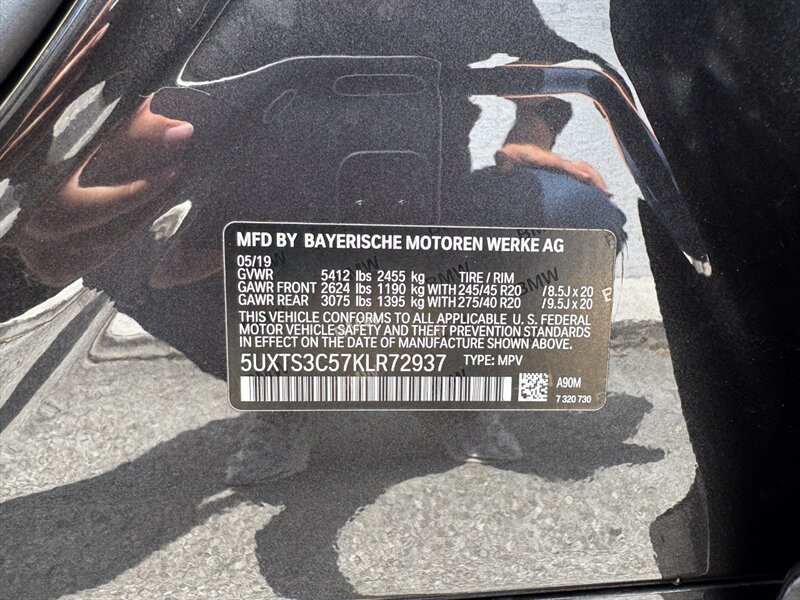 MFD BY BAYERISCHE MOTOREN WERKE AG
05/19
GVWR 5412 lbs 2455 kg TIRE / RIM
GAWR FRONT 2624 lbs 1190 kg WITH 245/45 R20 /8.5J x 20
GAWR REAR 3075 lbs 1395 kg WITH 275/40 R20 /9.5J x 20
THIS VEHICLE CONFORMS TO ALL APPLICABLE U. S. FEDERAL
MOTOR VEHICLE SAFETY AND THEFT PREVENTION STANDARDS
IN EFFECT ON THE DATE OF MANUFACTURE SHOWN ABOVE.
5UXTS3C57KLR72937 TYPE: MPV
A90M
7 320 730